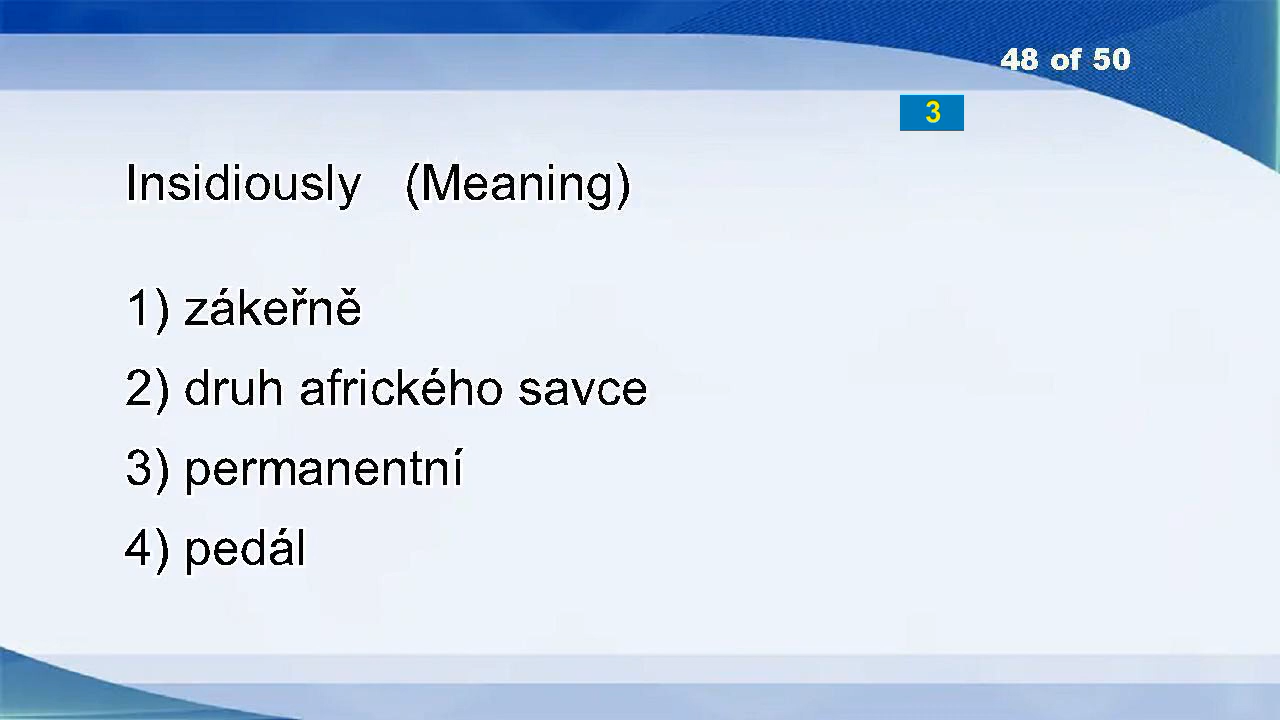 48 of 50
3
Insidiously (Meaning)
1) zákeřně
2) druh afrického savce
3) permanentní
4) pedál